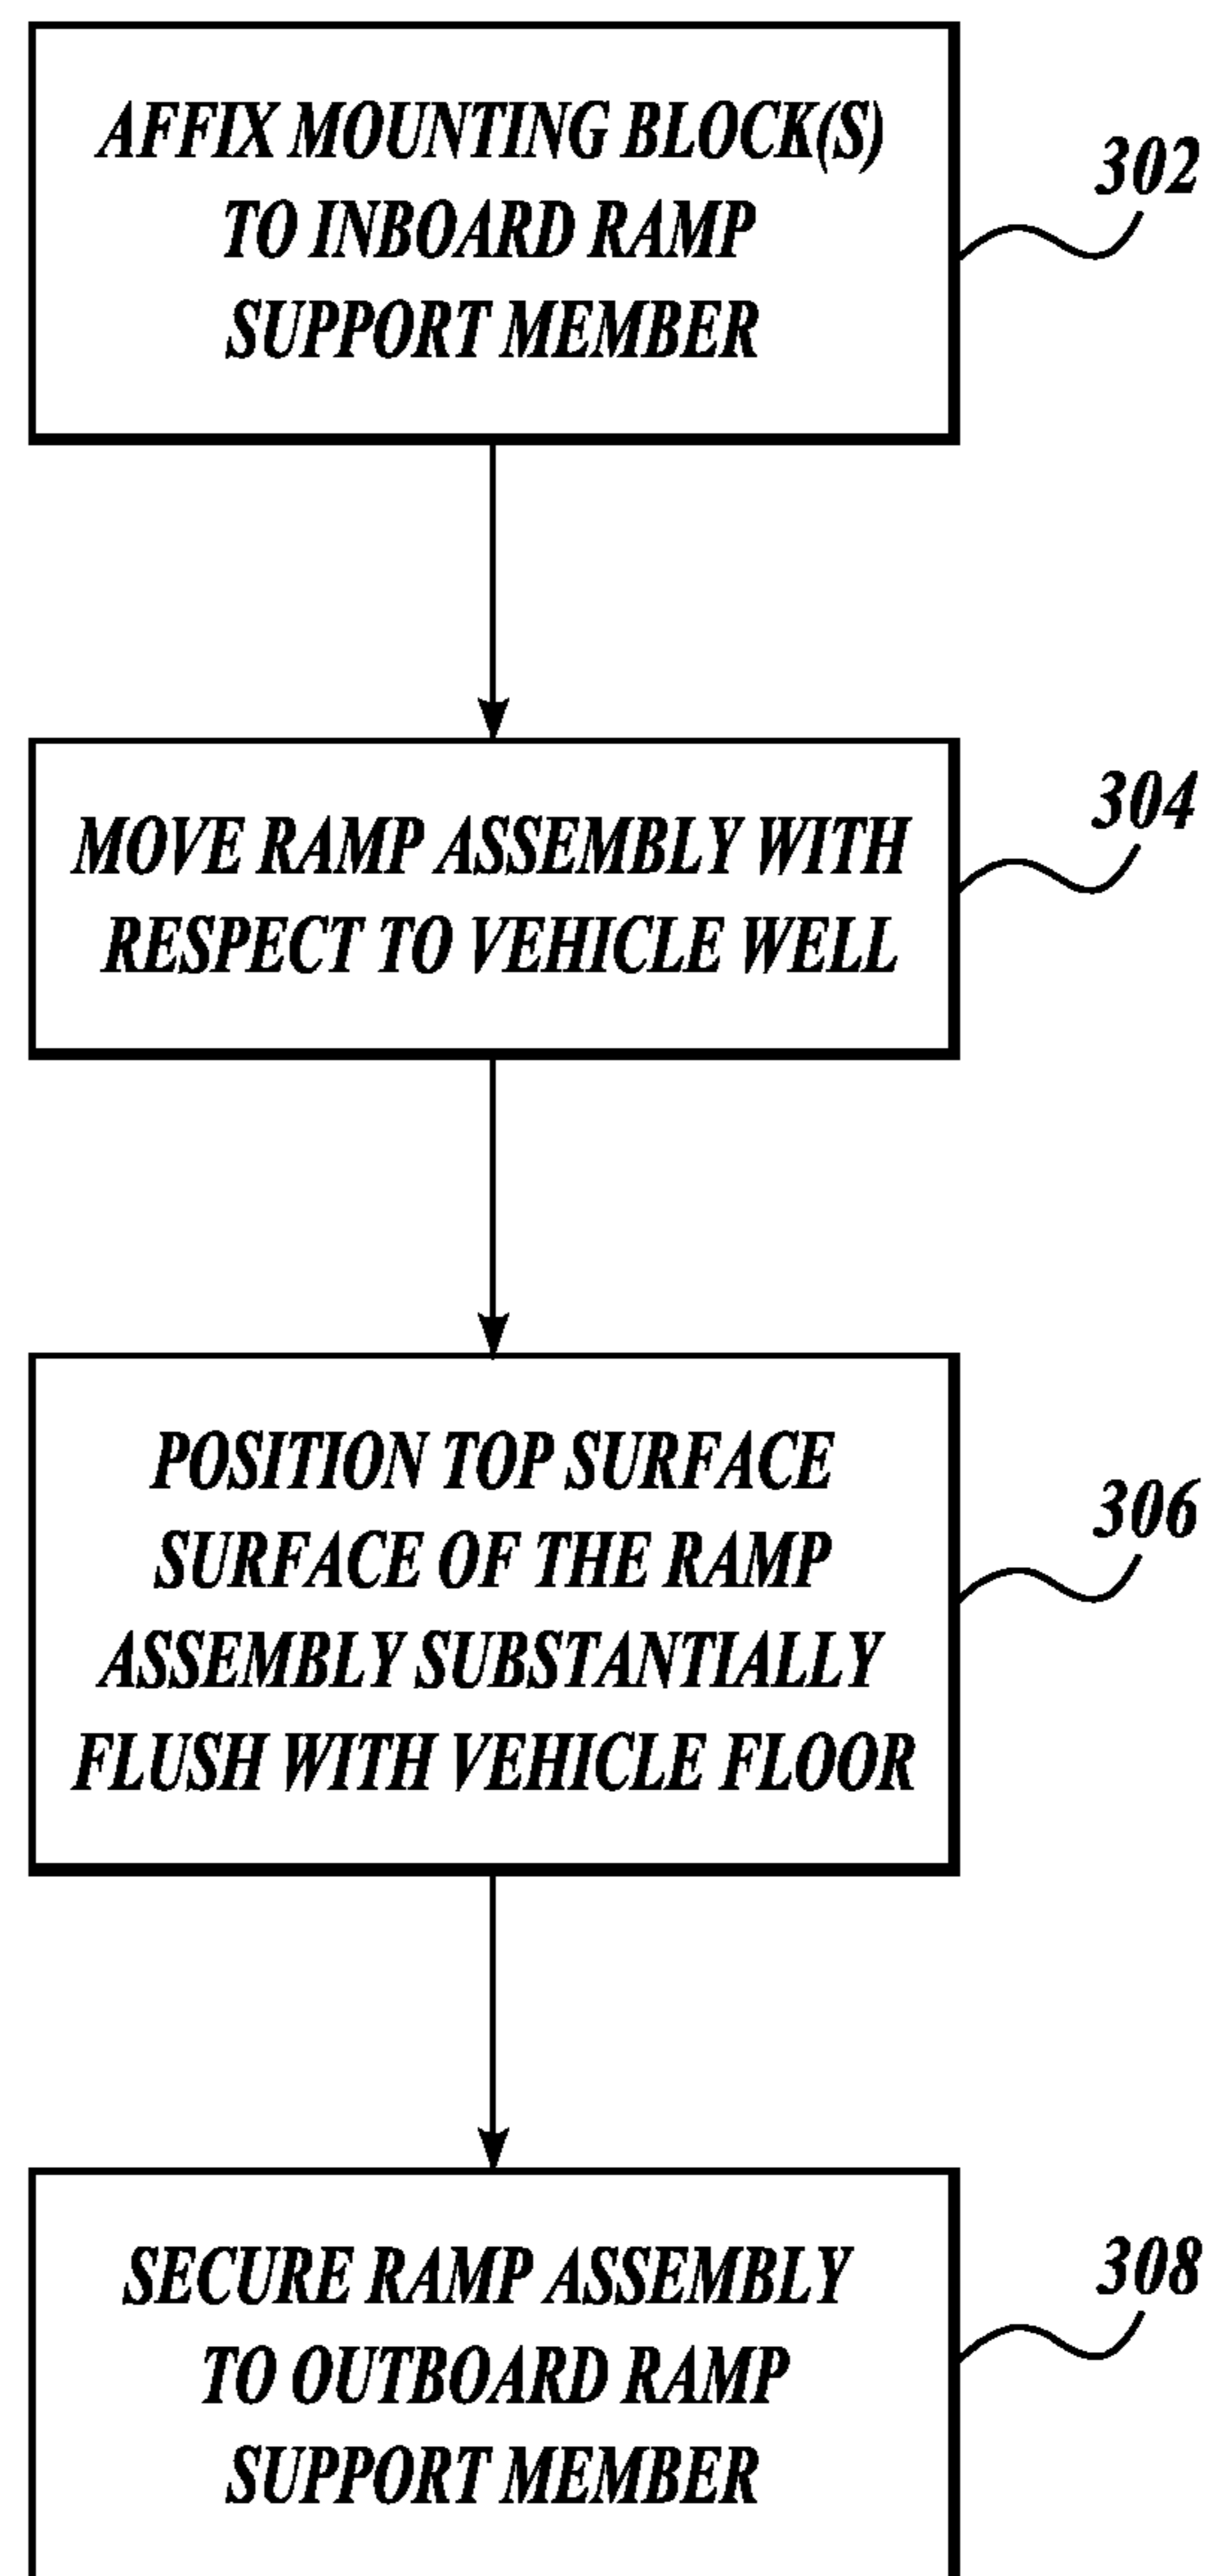 AFFIX MOUNTING BLOCK(S)
TO INBOARD RAMP
SUPPORT MEMBER
302
MOVE RAMP ASSEMBLY WITH
RESPECT TO VEHICLE WELL
304
POSITION TOP SURFACE
SURFACE OF THE RAMP
ASSEMBLY SUBSTANTIALLY
FLUSH WITH VEHICLE FLOOR
306
SECURE RAMP ASSEMBLY
TO OUTBOARD RAMP
SUPPORT MEMBER
308